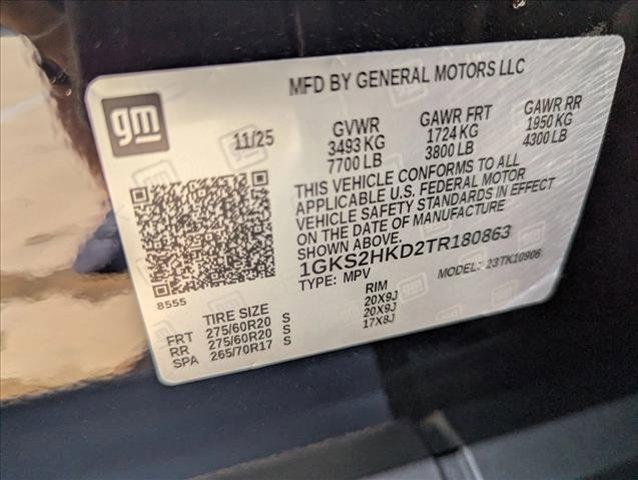 MFD BY GENERAL MOTORS LLC
gm
11/25
GVWR GAWR FRT GAWR RR
3493 KG 1724 KG 1950 KG
7700 LB 3800 LB 4300 LB
THIS VEHICLE CONFORMS TO ALL
APPLICABLE U.S. FEDERAL MOTOR
VEHICLE SAFETY STANDARDS IN EFFECT
ON THE DATE OF MANUFACTURE
SHOWN ABOVE.
1GKS2HKD2TR180863
TYPE: MPV MODEL: 23TK10906
8555
TIRE SIZE RIM
FRT 275/60R20 S 20X9J
RR 275/60R20 S 20X9J
SPA 265/70R17 S 17X8J